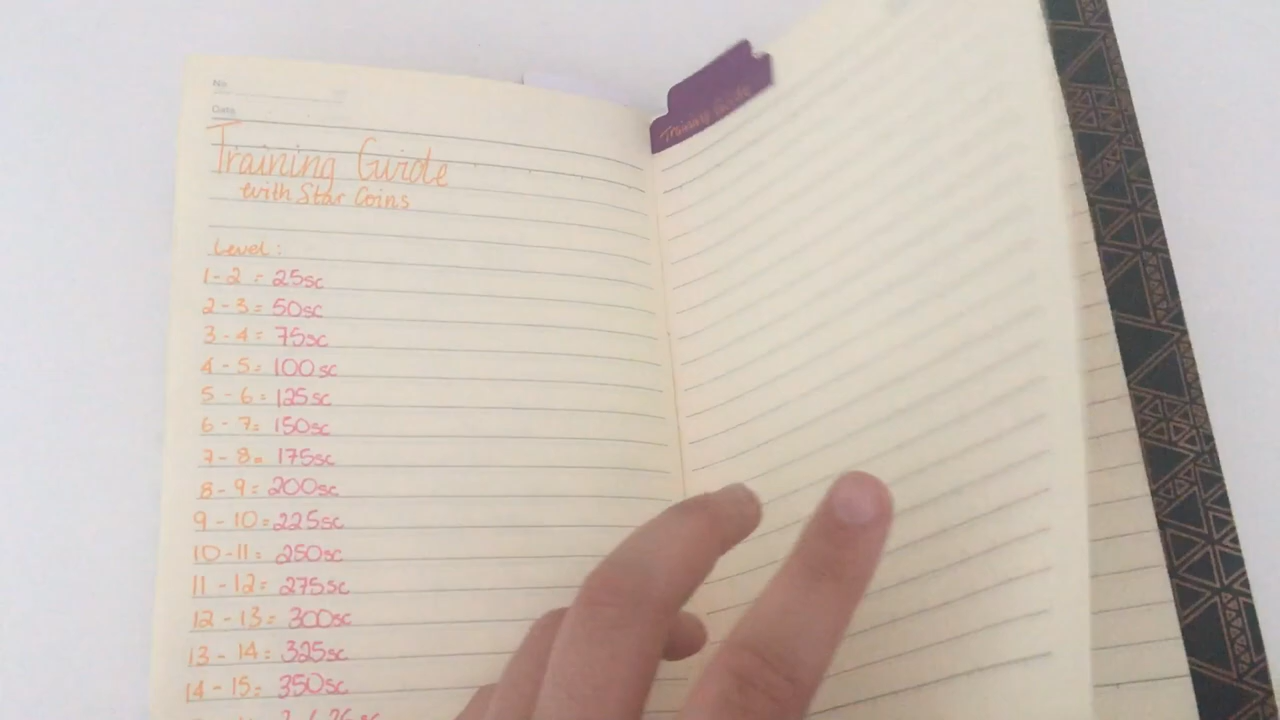 No
Date
Training Guide
with Star Coins
Level:
1 - 2 = 25sc
2 - 3 = 50sc
3 - 4 = 75sc
4 - 5 = 100sc
5 - 6 = 125sc
6 - 7 = 150sc
7 - 8 = 175sc
8 - 9 = 200sc
9 - 10 = 225sc
10 - 11 = 250sc
11 - 12 = 275sc
12 - 13 = 300sc
13 - 14 = 325sc
14 - 15 = 350sc
Training Guide